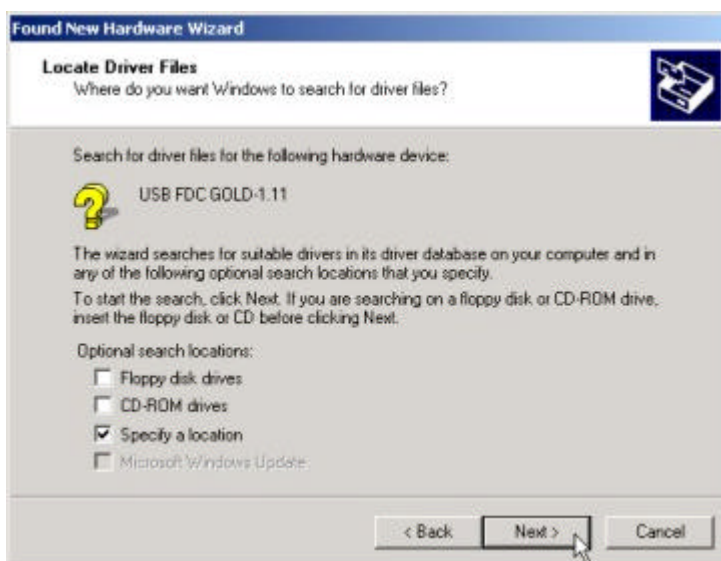 Found New Hardware Wizard
Locate Driver Files
Where do you want Windows to search for driver files?
Search for driver files for the following hardware device:
USB FDC GOLD-1.11
The wizard searches for suitable drivers in its driver database on your computer and in
any of the following optional search locations that you specify.
To start the search, click Next. If you are searching on a floppy disk or CD-ROM drive,
insert the floppy disk or CD before clicking Next.
Optional search locations:
Floppy disk drives
CD-ROM drives
Specify a location
Microsoft Windows Update
< Back Next > Cancel